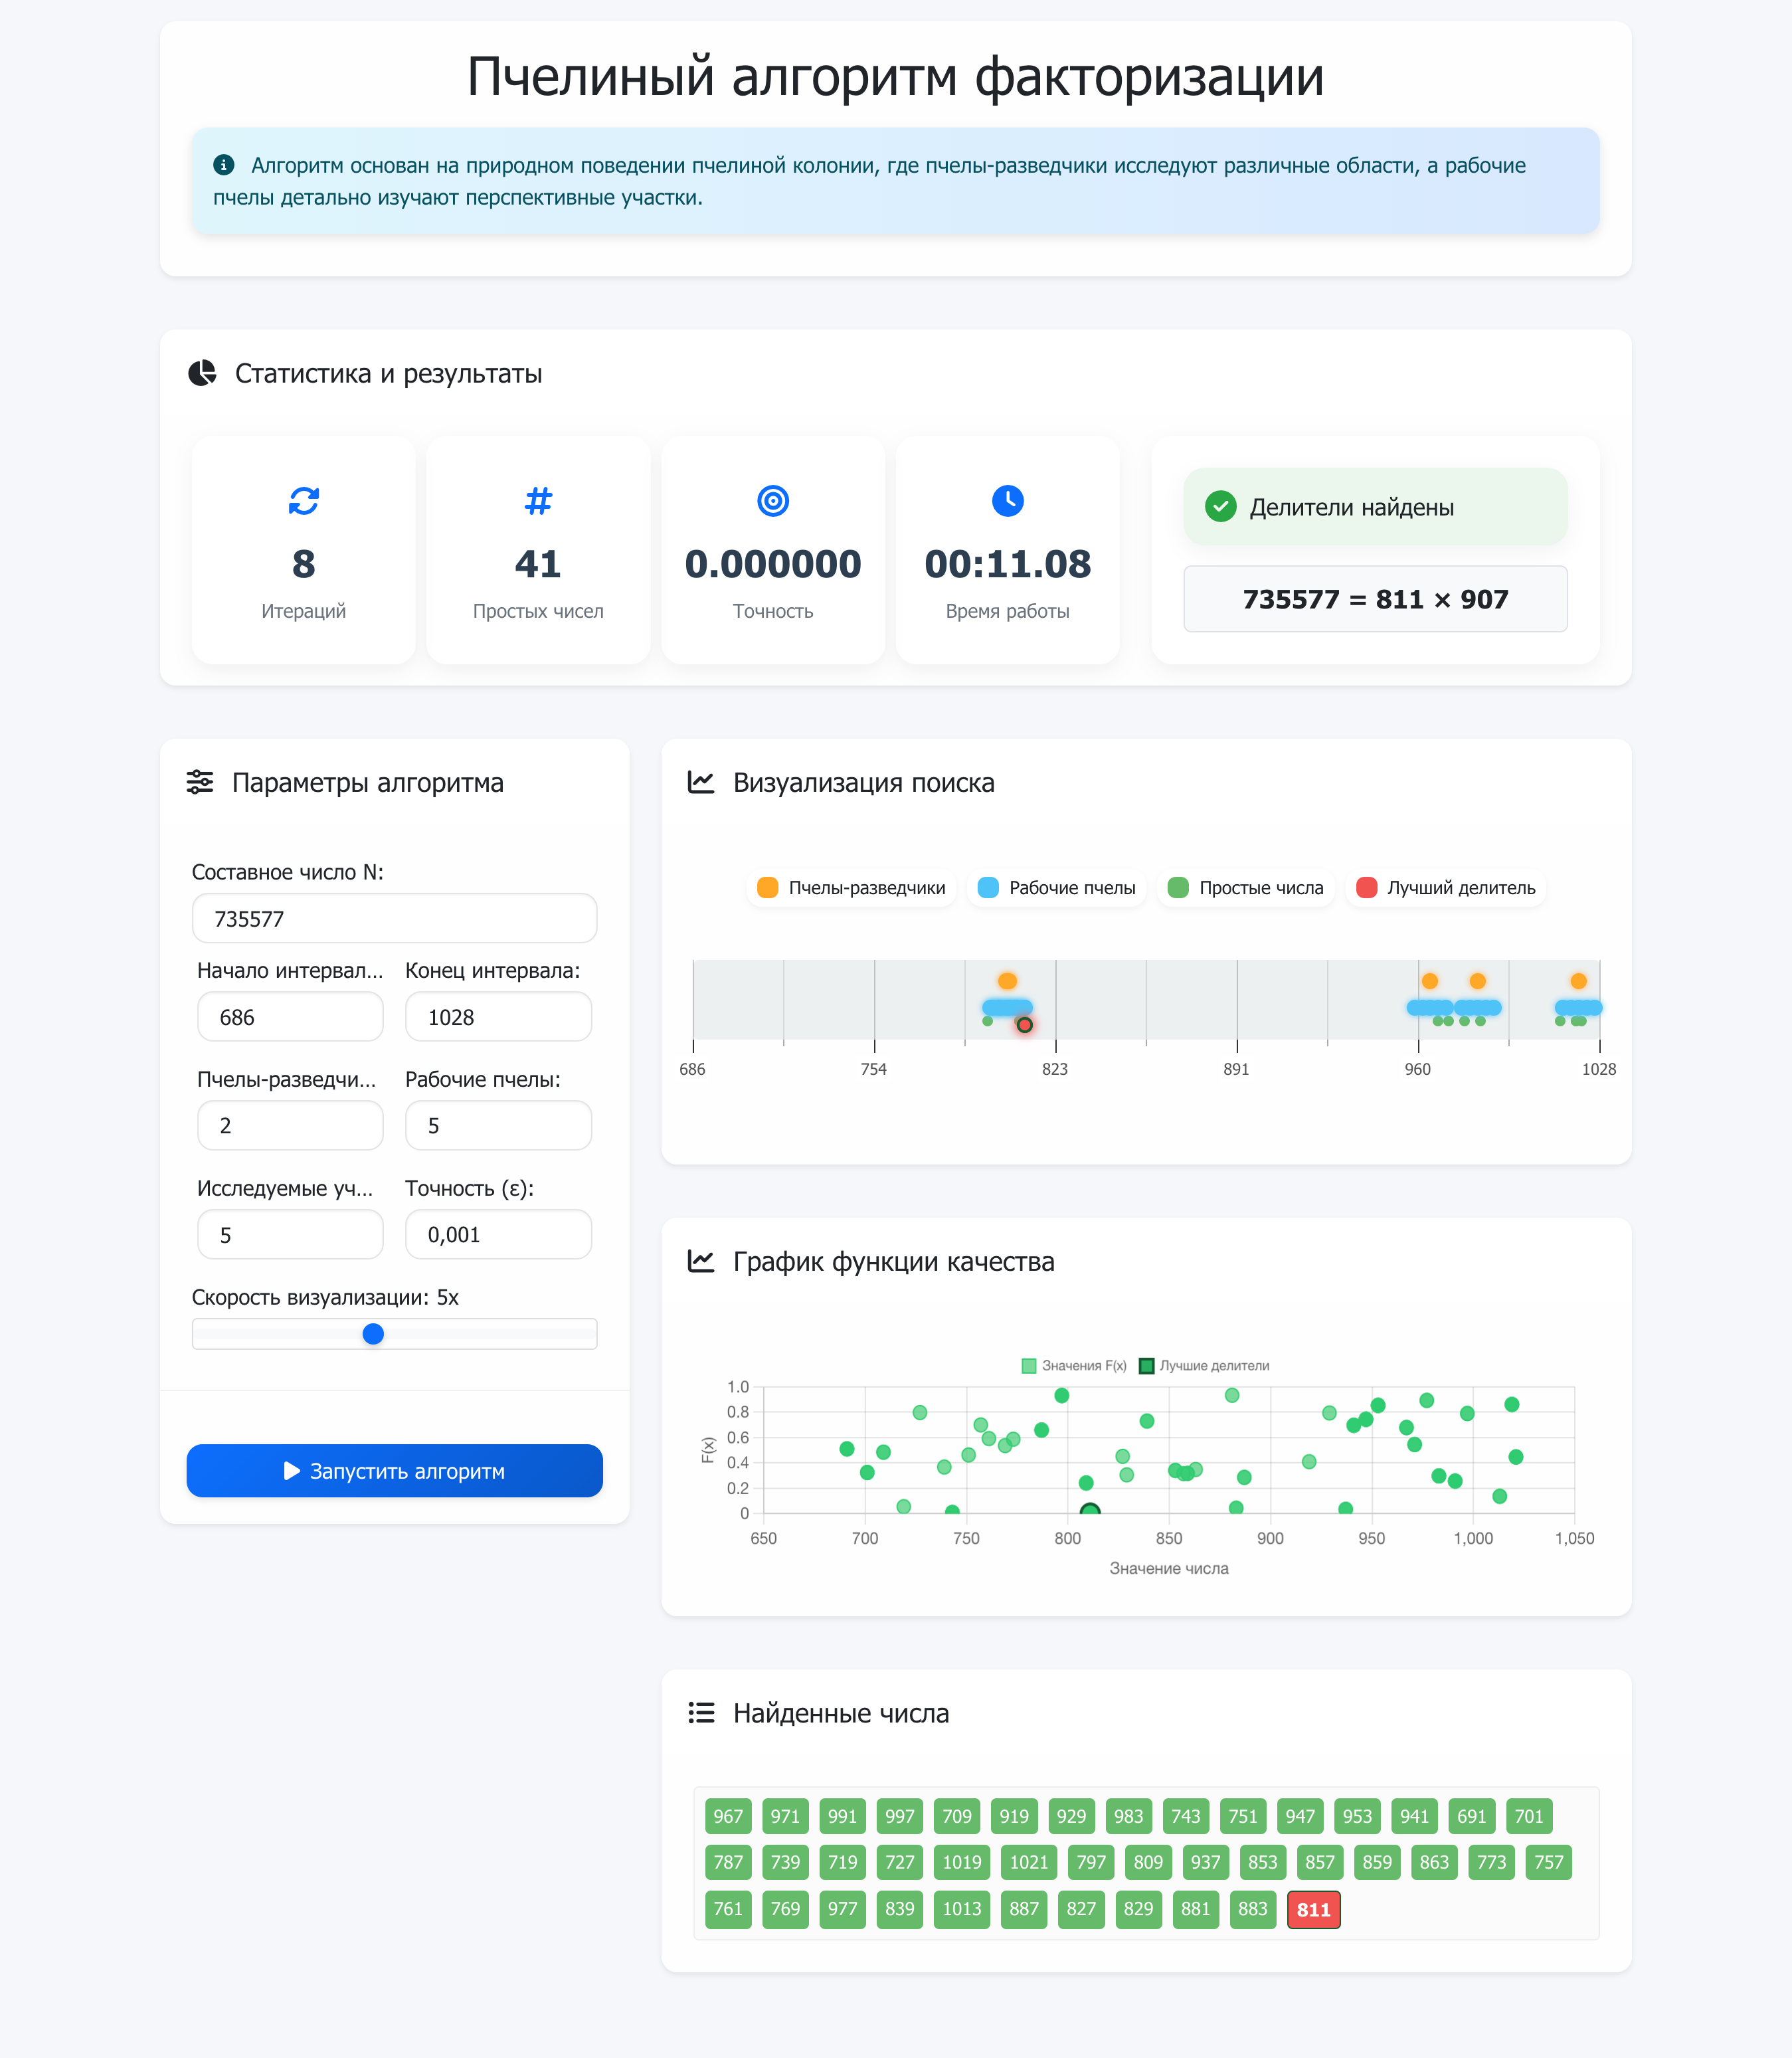 Пчелиный алгоритм факторизации
Алгоритм основан на природном поведении пчелиной колонии, где пчелы-разведчики исследуют различные области, а рабочие
пчелы детально изучают перспективные участки.
Статистика и результаты
8
Итераций
41
Простых чисел
0.000000
Точность
00:11.08
Время работы
Делители найдены
735577 = 811 × 907
Параметры алгоритма
Составное число N:
735577
Начало интервал... Конец интервала:
686 1028
Пчелы-разведчи... Рабочие пчелы:
2 5
Исследуемые уч... Точность (ε):
5 0,001
Скорость визуализации: 5x
Запустить алгоритм
Визуализация поиска
Пчелы-разведчики Рабочие пчелы Простые числа Лучший делитель
686 754 823 891 960 1028
График функции качества
Значения F(x) Лучшие делители
1.0
0.8
0.6
0.4
0.2
0
F(x)
650 700 750 800 850 900 950 1,000 1,050
Значение числа
Найденные числа
967 971 991 997 709 919 929 983 743 751 947 953 941 691 701
787 739 719 727 1019 1021 797 809 937 853 857 859 863 773 757
761 769 977 839 1013 887 827 829 881 883 811